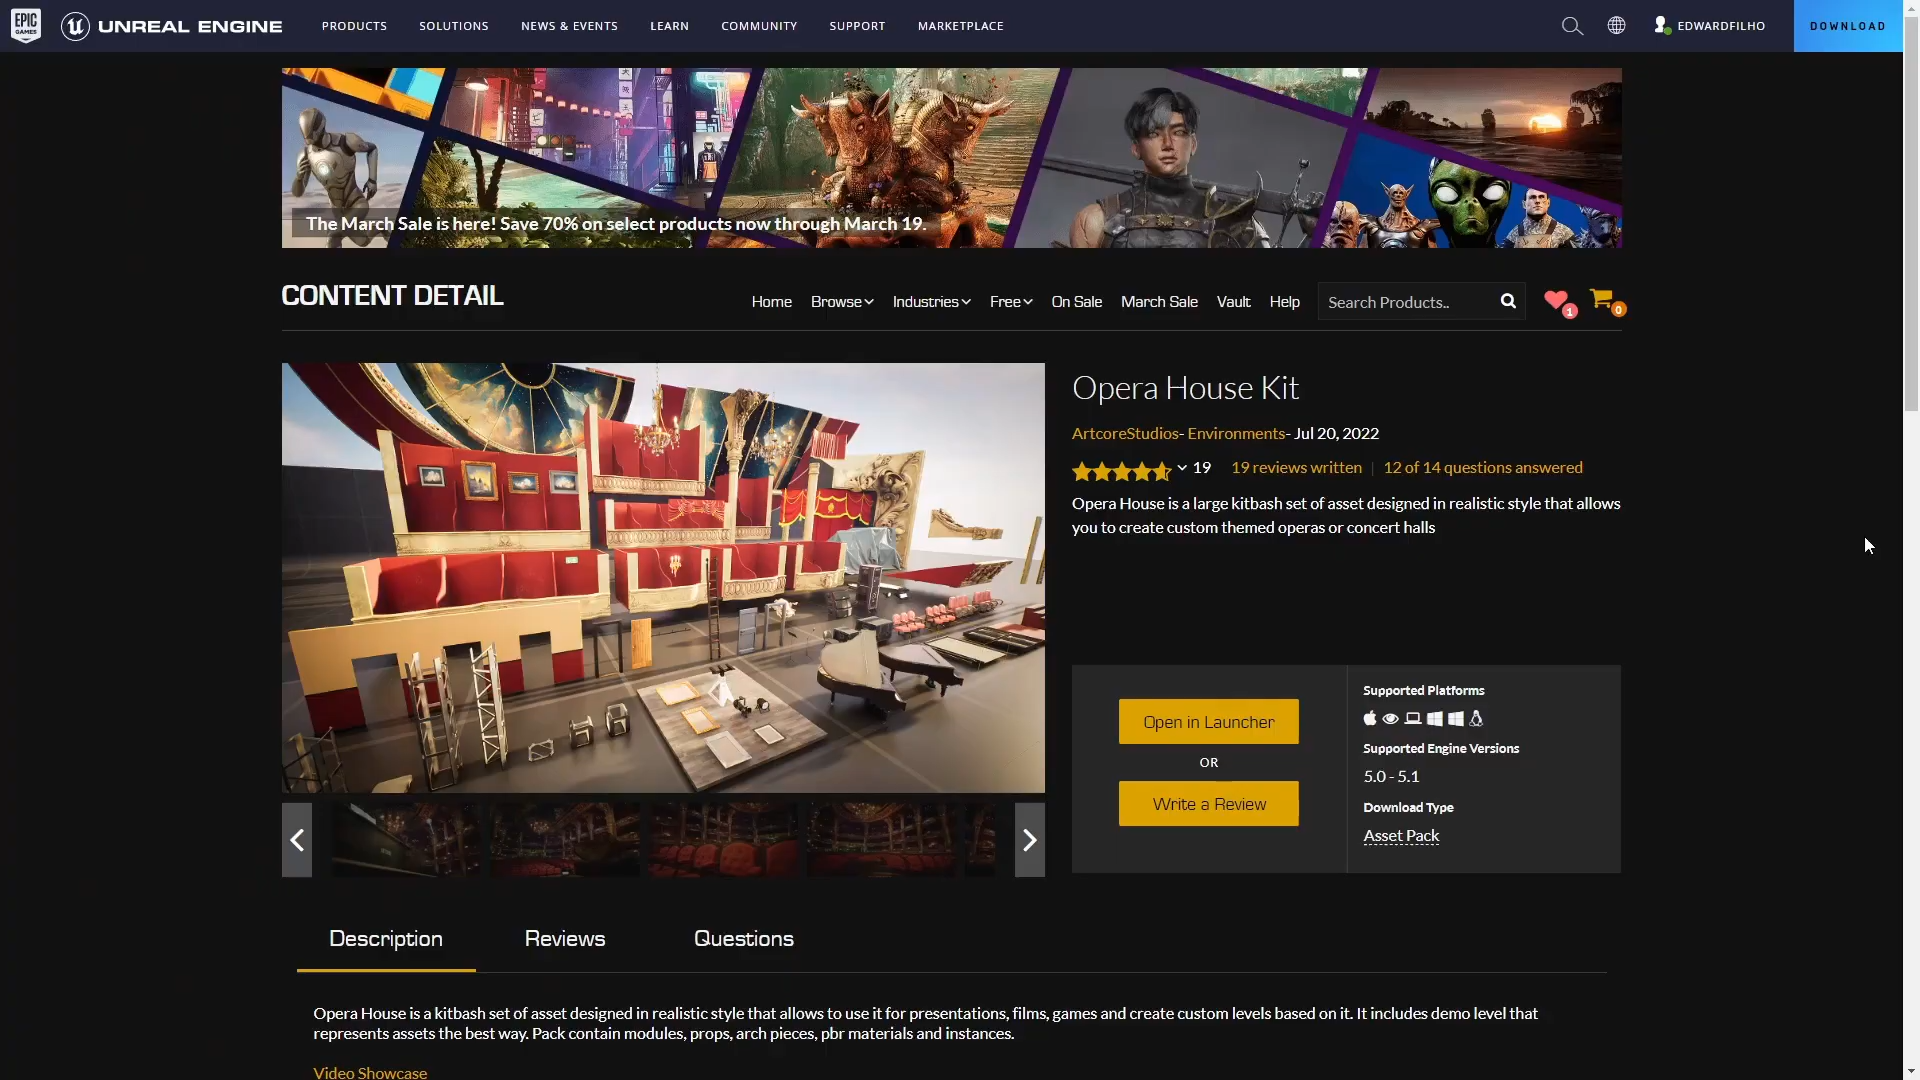 EPIC GAMES
UNREAL ENGINE
PRODUCTS
SOLUTIONS
NEWS & EVENTS
LEARN
COMMUNITY
SUPPORT
MARKETPLACE
EDWARDFILHO
DOWNLOAD
The March Sale is here! Save 70% on select products now through March 19.
CONTENT DETAIL
Home
Browse
Industries
Free
On Sale
March Sale
Vault
Help
Search Products..
1
0
Opera House Kit
ArtcoreStudios- Environments- Jul 20, 2022
19
19 reviews written
12 of 14 questions answered
Opera House is a large kitbash set of asset designed in realistic style that allows
you to create custom themed operas or concert halls
Open in Launcher
OR
Write a Review
Supported Platforms
Supported Engine Versions
5.0 - 5.1
Download Type
Asset Pack
Description
Reviews
Questions
Opera House is a kitbash set of asset designed in realistic style that allows to use it for presentations, films, games and create custom levels based on it. It includes demo level that
represents assets the best way. Pack contain modules, props, arch pieces, pbr materials and instances.
Video Showcase